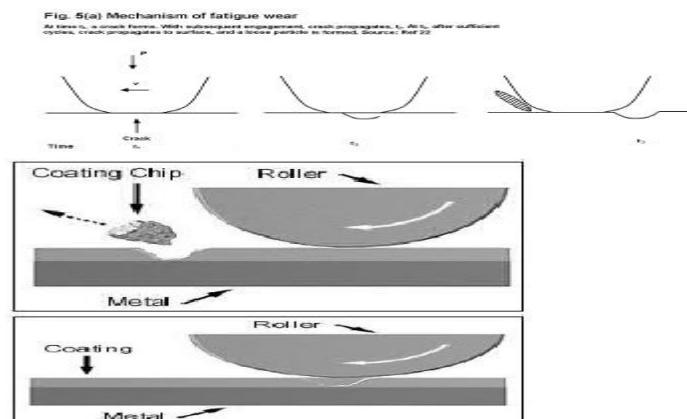 Fig. 5(a) Mechanism of fatigue wear
At time t₁, a crack forms. With subsequent engagement, crack propagates, t₂. At t₃, after sufficient
cycles, crack propagates to surface, and a loose particle is formed. Source: Ref 22
P
v
Crack
Time
Coating Chip
Roller
Metal
Roller
Coating
Metal